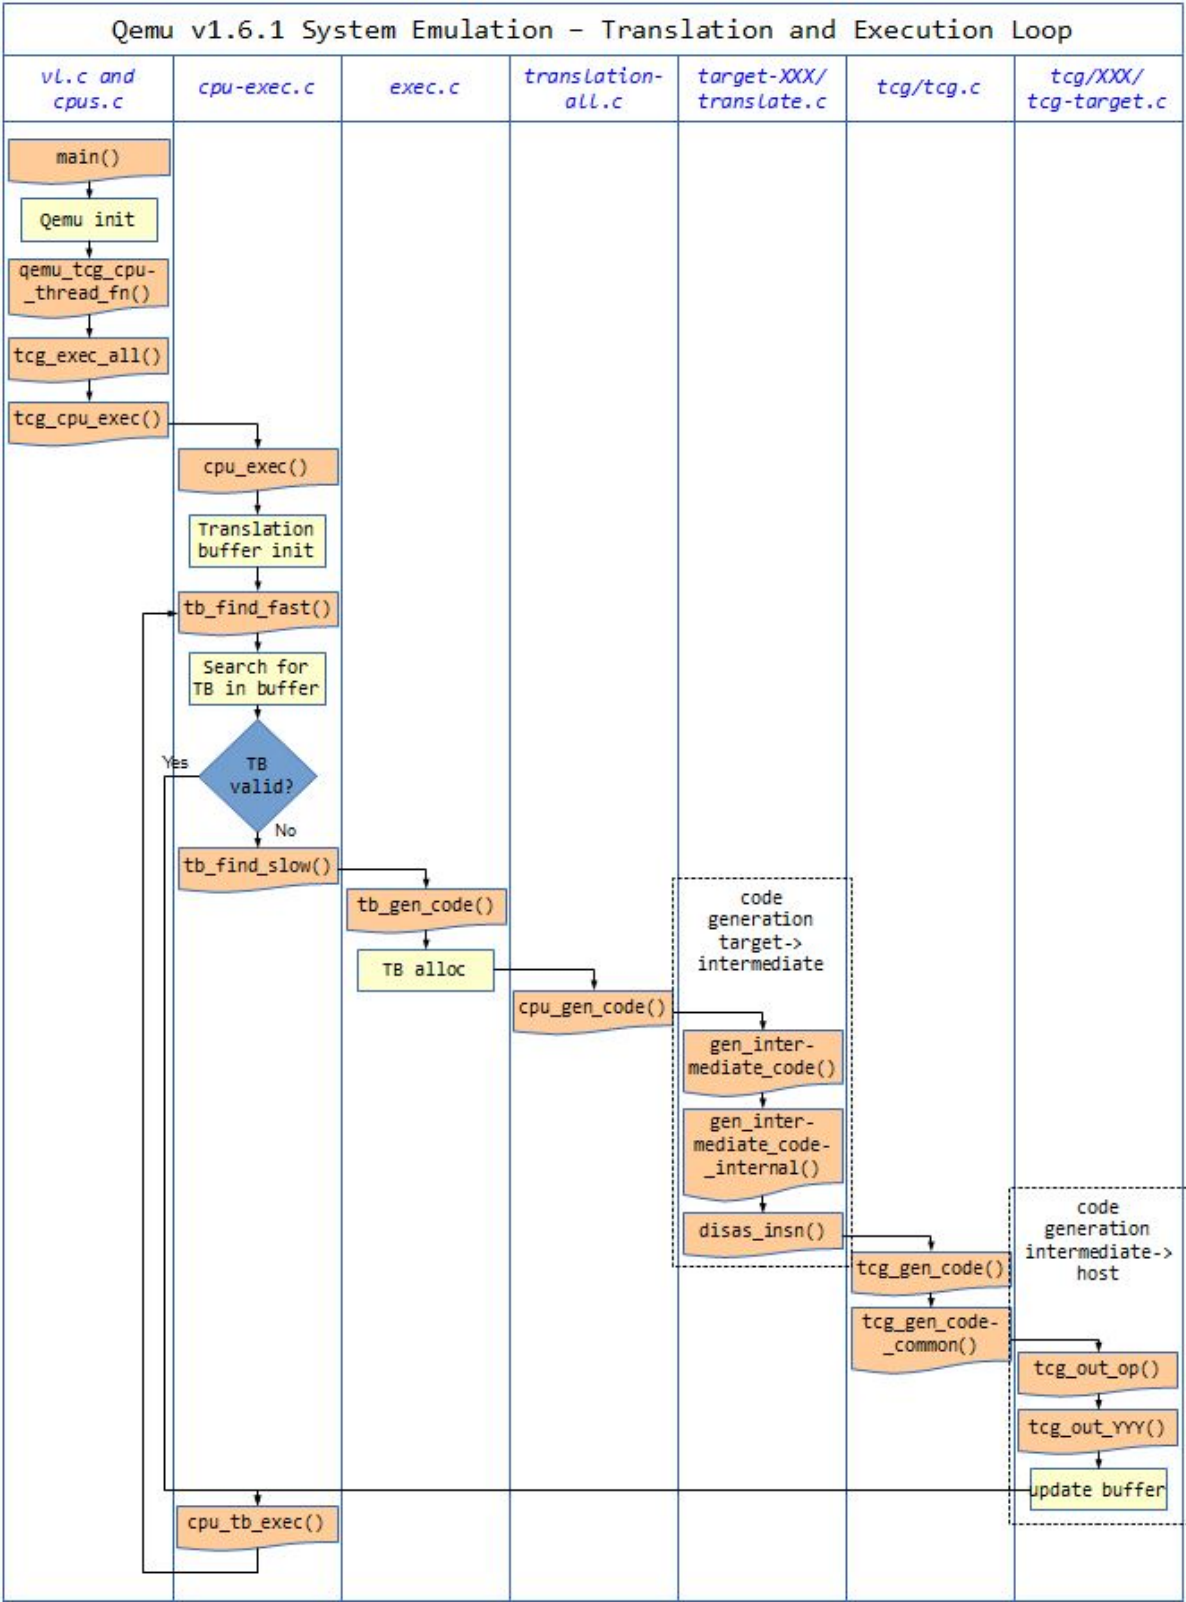 Qemu v1.6.1 System Emulation – Translation and Execution Loop
vl.c and
cpus.c
cpu-exec.c
exec.c
translation-
all.c
target-XXX/
translate.c
tcg/tcg.c
tcg/XXX/
tcg-target.c
main()
Qemu init
qemu_tcg_cpu-
_thread_fn()
tcg_exec_all()
tcg_cpu_exec()
cpu_exec()
Translation
buffer init
tb_find_fast()
Search for
TB in buffer
Yes
TB
valid?
No
tb_find_slow()
tb_gen_code()
TB alloc
cpu_gen_code()
code
generation
target->
intermediate
gen_inter-
mediate_code()
gen_inter-
mediate_code-
_internal()
disas_insn()
tcg_gen_code()
tcg_gen_code-
_common()
code
generation
intermediate->
host
tcg_out_op()
tcg_out_YYY()
update buffer
cpu_tb_exec()